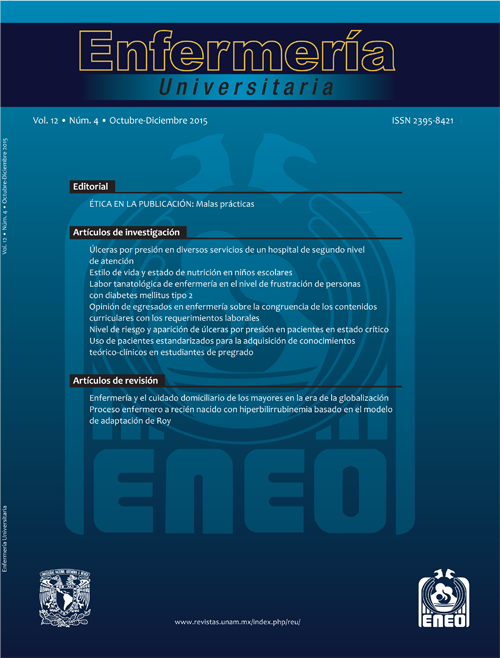 Enfermería
Universitaria
Vol. 12 • Núm. 4 • Octubre-Diciembre 2015
ISSN 2395-8421
Vol. 12 • Núm. 4 • Octubre-Diciembre 2015
Editorial
ÉTICA EN LA PUBLICACIÓN: Malas prácticas
Artículos de investigación
Úlceras por presión en diversos servicios de un hospital de segundo nivel
de atención
Estilo de vida y estado de nutrición en niños escolares
Labor tanatológica de enfermería en el nivel de frustración de personas
con diabetes mellitus tipo 2
Opinión de egresados en enfermería sobre la congruencia de los contenidos
curriculares con los requerimientos laborales
Nivel de riesgo y aparición de úlceras por presión en pacientes en estado crítico
Uso de pacientes estandarizados para la adquisición de conocimientos
teórico-clínicos en estudiantes de pregrado
Artículos de revisión
Enfermería y el cuidado domiciliario de los mayores en la era de la globalización
Proceso enfermero a recién nacido con hiperbilirrubinemia basado en el modelo
de adaptación de Roy
ENEO
Enfermería Universitaria
www.revistas.unam.mx/index.php/reu/
ENEO